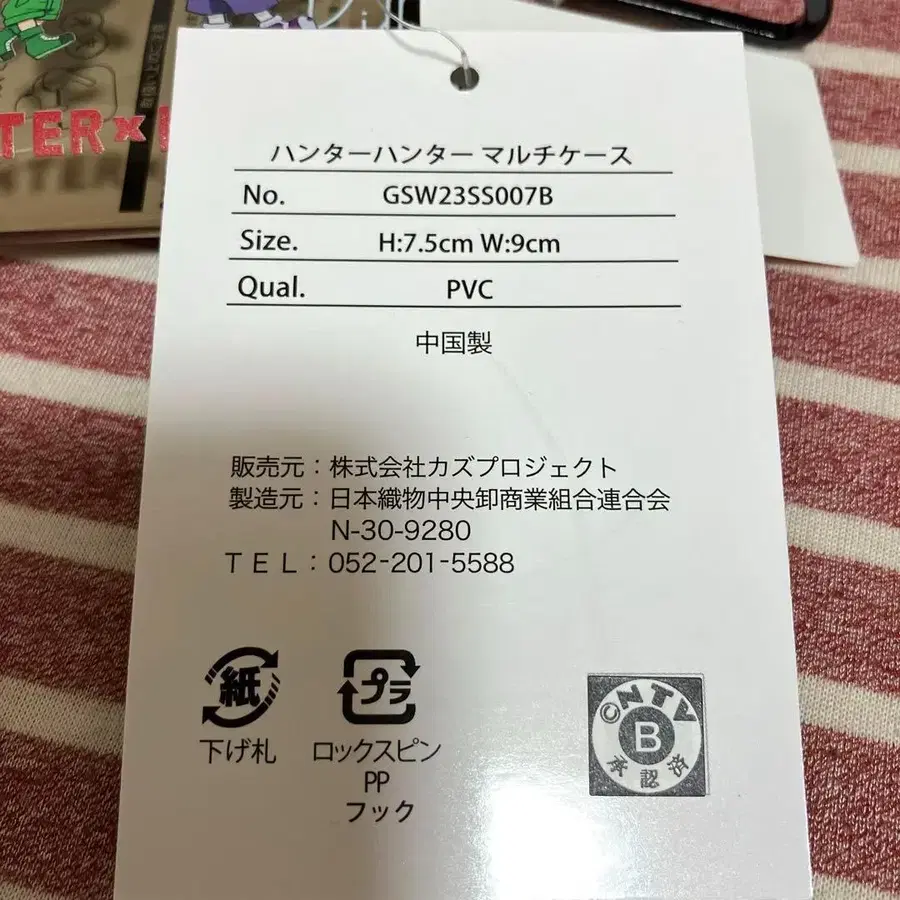 TER×
ハンターハンター マルチケース
No. GSW23SS007B
Size. H:7.5cm W:9cm
Qual. PVC
中国製
販売元：株式会社カズプロジェクト
製造元：日本織物中央卸商業組合連合会
N-30-9280
ＴＥＬ：052-201-5588
紙
プラ
下げ札
ロックスピン
PP
フック
©NTV
B
承認済